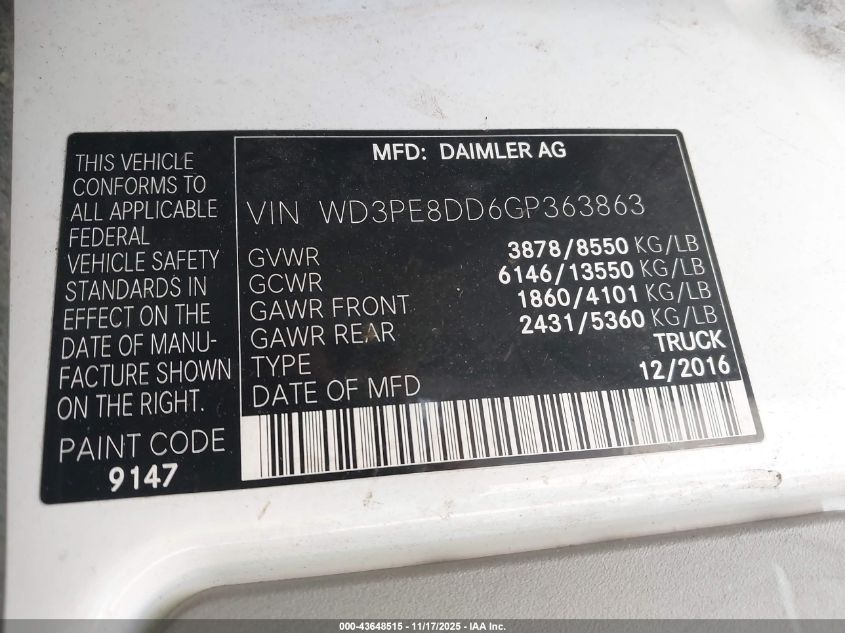 THIS VEHICLE
CONFORMS TO
ALL APPLICABLE
FEDERAL
VEHICLE SAFETY
STANDARDS IN
EFFECT ON THE
DATE OF MANU-
FACTURE SHOWN
ON THE RIGHT.
PAINT CODE
9147
MFD: DAIMLER AG
VIN WD3PE8DD6GP363863
GVWR 3878/8550 KG/LB
GCWR 6146/13550 KG/LB
GAWR FRONT 1860/4101 KG/LB
GAWR REAR 2431/5360 KG/LB
TYPE TRUCK
DATE OF MFD 12/2016
000-43648515 - 11/17/2025 - IAA Inc.